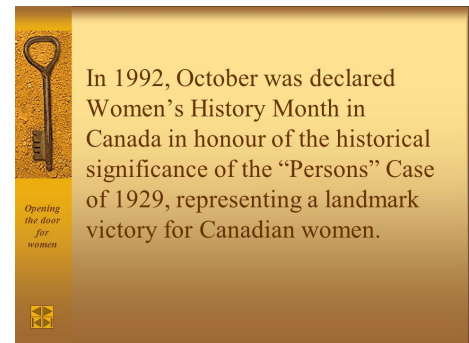 In 1992, October was declared
Women’s History Month in
Canada in honour of the historical
significance of the “Persons” Case
of 1929, representing a landmark
victory for Canadian women.
Opening
the door
for
women